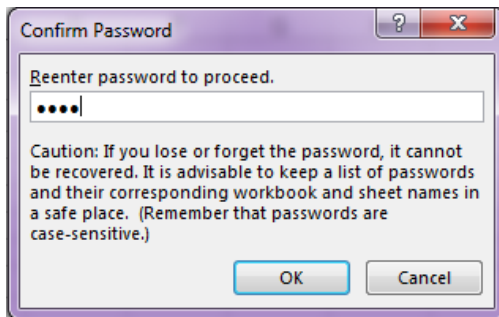 Confirm Password
?
Reenter password to proceed.
••••
Caution: If you lose or forget the password, it cannot
be recovered. It is advisable to keep a list of passwords
and their corresponding workbook and sheet names in
a safe place.  (Remember that passwords are
case-sensitive.)
OK
Cancel